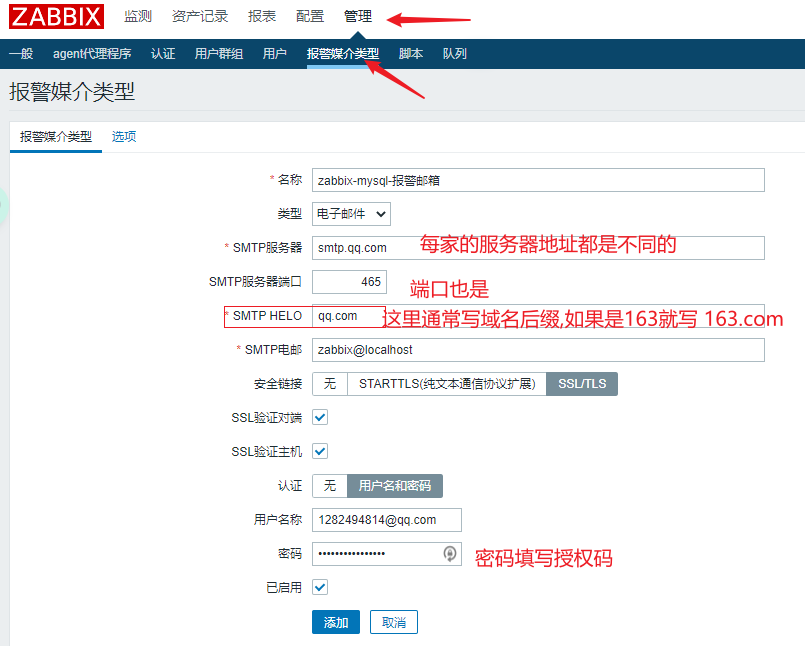 ZABBIX 监测 资产记录 报表 配置 管理
一般 agent代理程序 认证 用户群组 用户 报警媒介类型 脚本 队列
报警媒介类型
报警媒介类型 选项
* 名称 zabbix-mysql-报警邮箱
类型 电子邮件
* SMTP服务器 smtp.qq.com 每家的服务器地址都是不同的
SMTP服务器端口 465 端口也是
* SMTP HELO qq.com 这里通常写域名后缀,如果是163就写 163.com
* SMTP电邮 zabbix@localhost
安全链接 无 STARTTLS(纯文本通信协议扩展) SSL/TLS
SSL验证对端
SSL验证主机
认证 无 用户名和密码
用户名称 1282494814@qq.com
密码 •••••••••••••••• 密码填写授权码
已启用
添加 取消